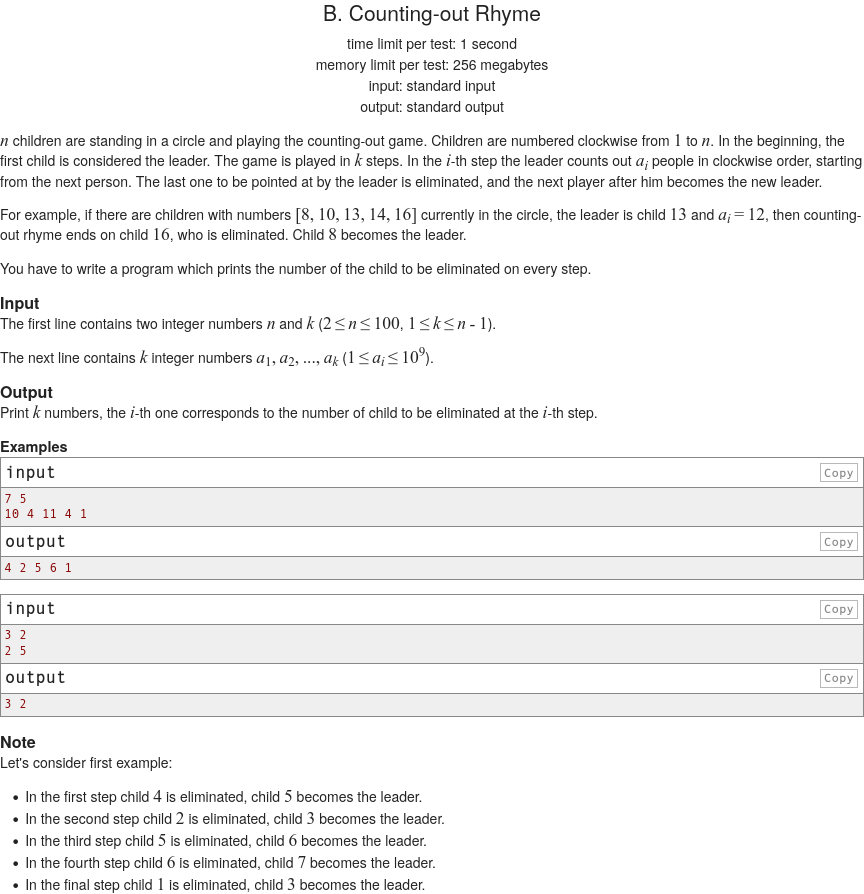 B. Counting-out Rhyme
time limit per test: 1 second
memory limit per test: 256 megabytes
input: standard input
output: standard output
n children are standing in a circle and playing the counting-out game. Children are numbered clockwise from 1 to n. In the beginning, the
first child is considered the leader. The game is played in k steps. In the i-th step the leader counts out a_i people in clockwise order, starting
from the next person. The last one to be pointed at by the leader is eliminated, and the next player after him becomes the new leader.
For example, if there are children with numbers [8, 10, 13, 14, 16] currently in the circle, the leader is child 13 and a_i = 12, then counting-
out rhyme ends on child 16, who is eliminated. Child 8 becomes the leader.
You have to write a program which prints the number of the child to be eliminated on every step.
Input
The first line contains two integer numbers n and k (2 ≤ n ≤ 100, 1 ≤ k ≤ n - 1).
The next line contains k integer numbers a_1, a_2, ..., a_k (1 ≤ a_i ≤ 10^9).
Output
Print k numbers, the i-th one corresponds to the number of child to be eliminated at the i-th step.
Examples
input Copy
7 5
10 4 11 4 1
output Copy
4 2 5 6 1
input Copy
3 2
2 5
output Copy
3 2
Note
Let's consider first example:
• In the first step child 4 is eliminated, child 5 becomes the leader.
• In the second step child 2 is eliminated, child 3 becomes the leader.
• In the third step child 5 is eliminated, child 6 becomes the leader.
• In the fourth step child 6 is eliminated, child 7 becomes the leader.
• In the final step child 1 is eliminated, child 3 becomes the leader.